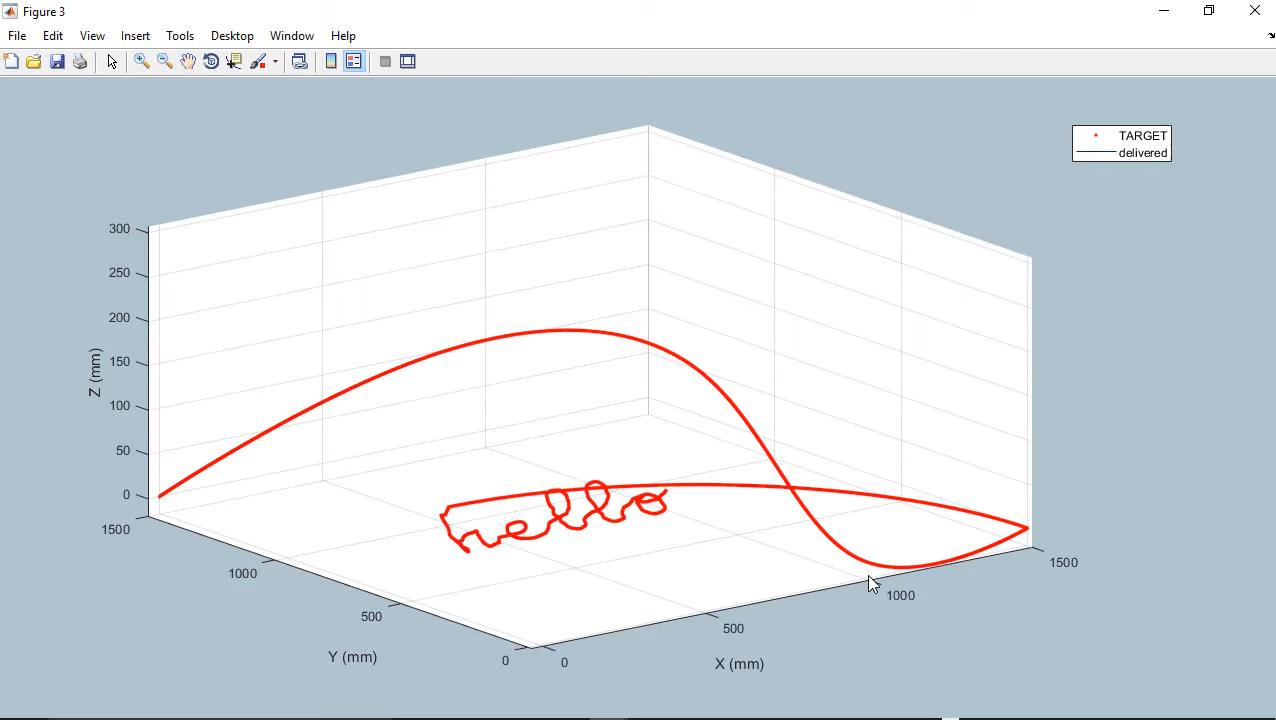 Figure 3
File Edit View Insert Tools Desktop Window Help
TARGET
delivered
300
250
200
150
100
50
0
Z (mm)
1500
1000
500
0
Y (mm)
0
500
1000
1500
X (mm)
hello